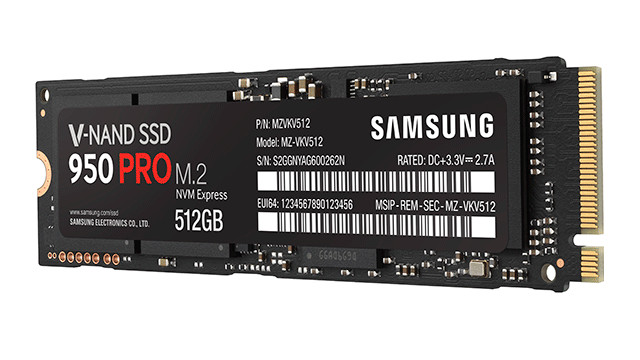 V-NAND SSD
950 PRO M.2
NVM Express
512GB
www.samsung.com/ssd
SAMSUNG ELECTRONICS CO., LTD.
P/N: MZVKV512
Model: MZ-VKV512
S/N: S2GGNYAG600262N
SAMSUNG
RATED: DC+3.3V⎓ 2.7A
EUI64: 1234567890123456
MSIP-REM-SEC-MZ-VKV512